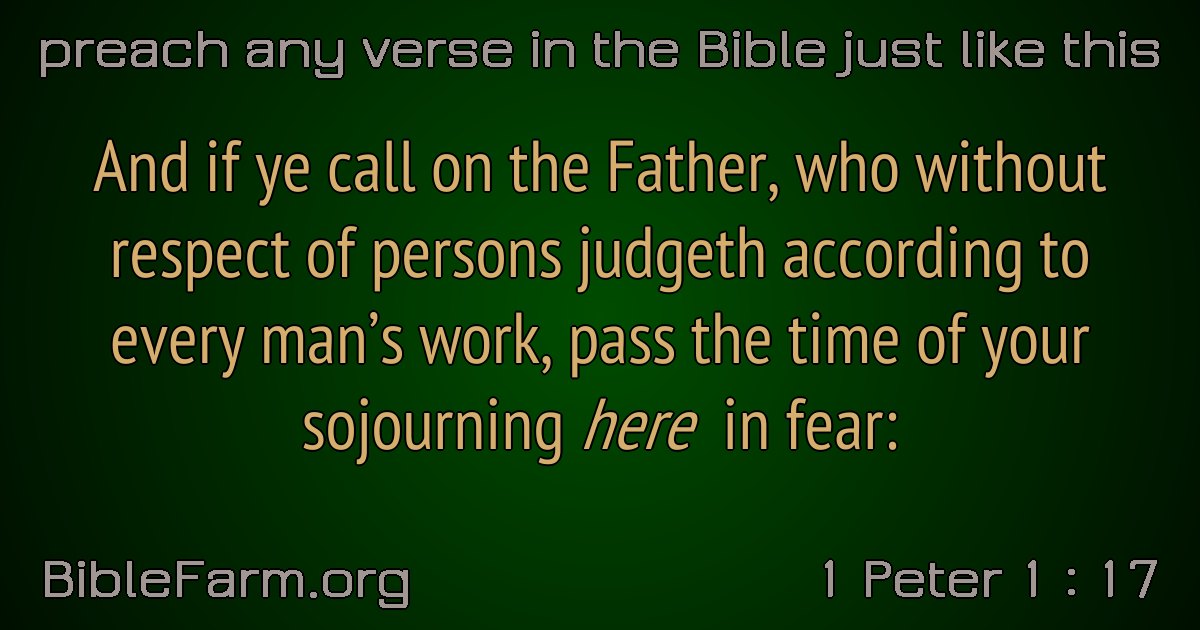 preach any verse in the Bible just like this
And if ye call on the Father, who without
respect of persons judgeth according to
every man’s work, pass the time of your
sojourning here in fear:
BibleFarm.org
1 Peter 1 : 17